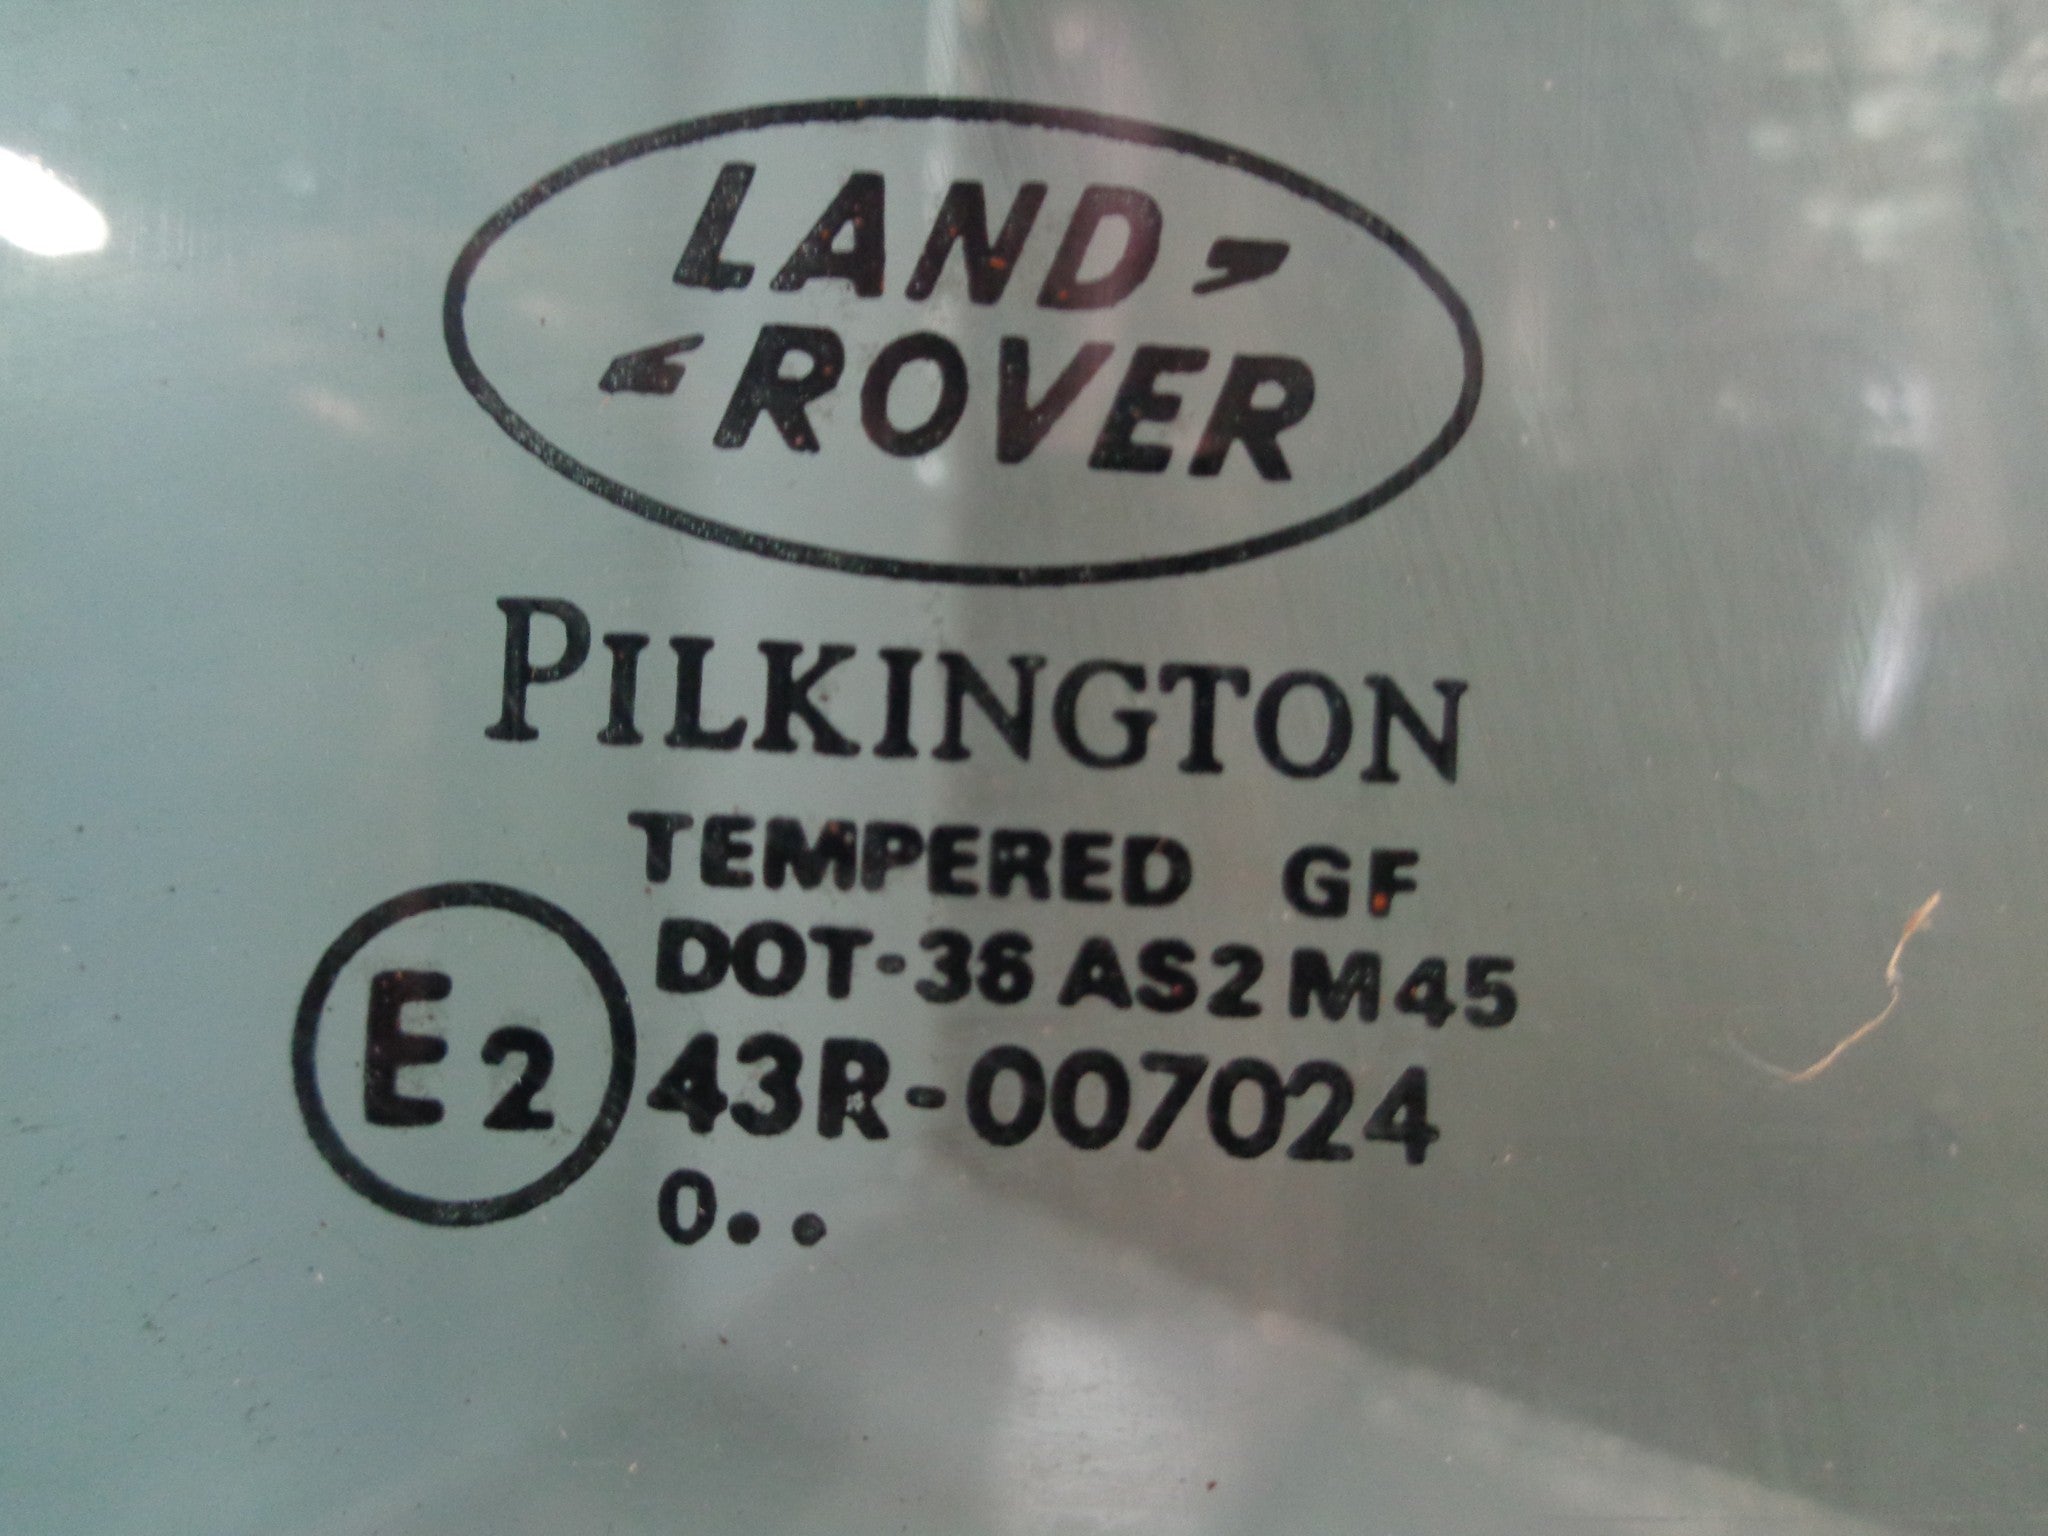 LAND
ROVER
PILKINGTON
TEMPERED GF
DOT-36 AS2 M45
E2 43R-007024
0..